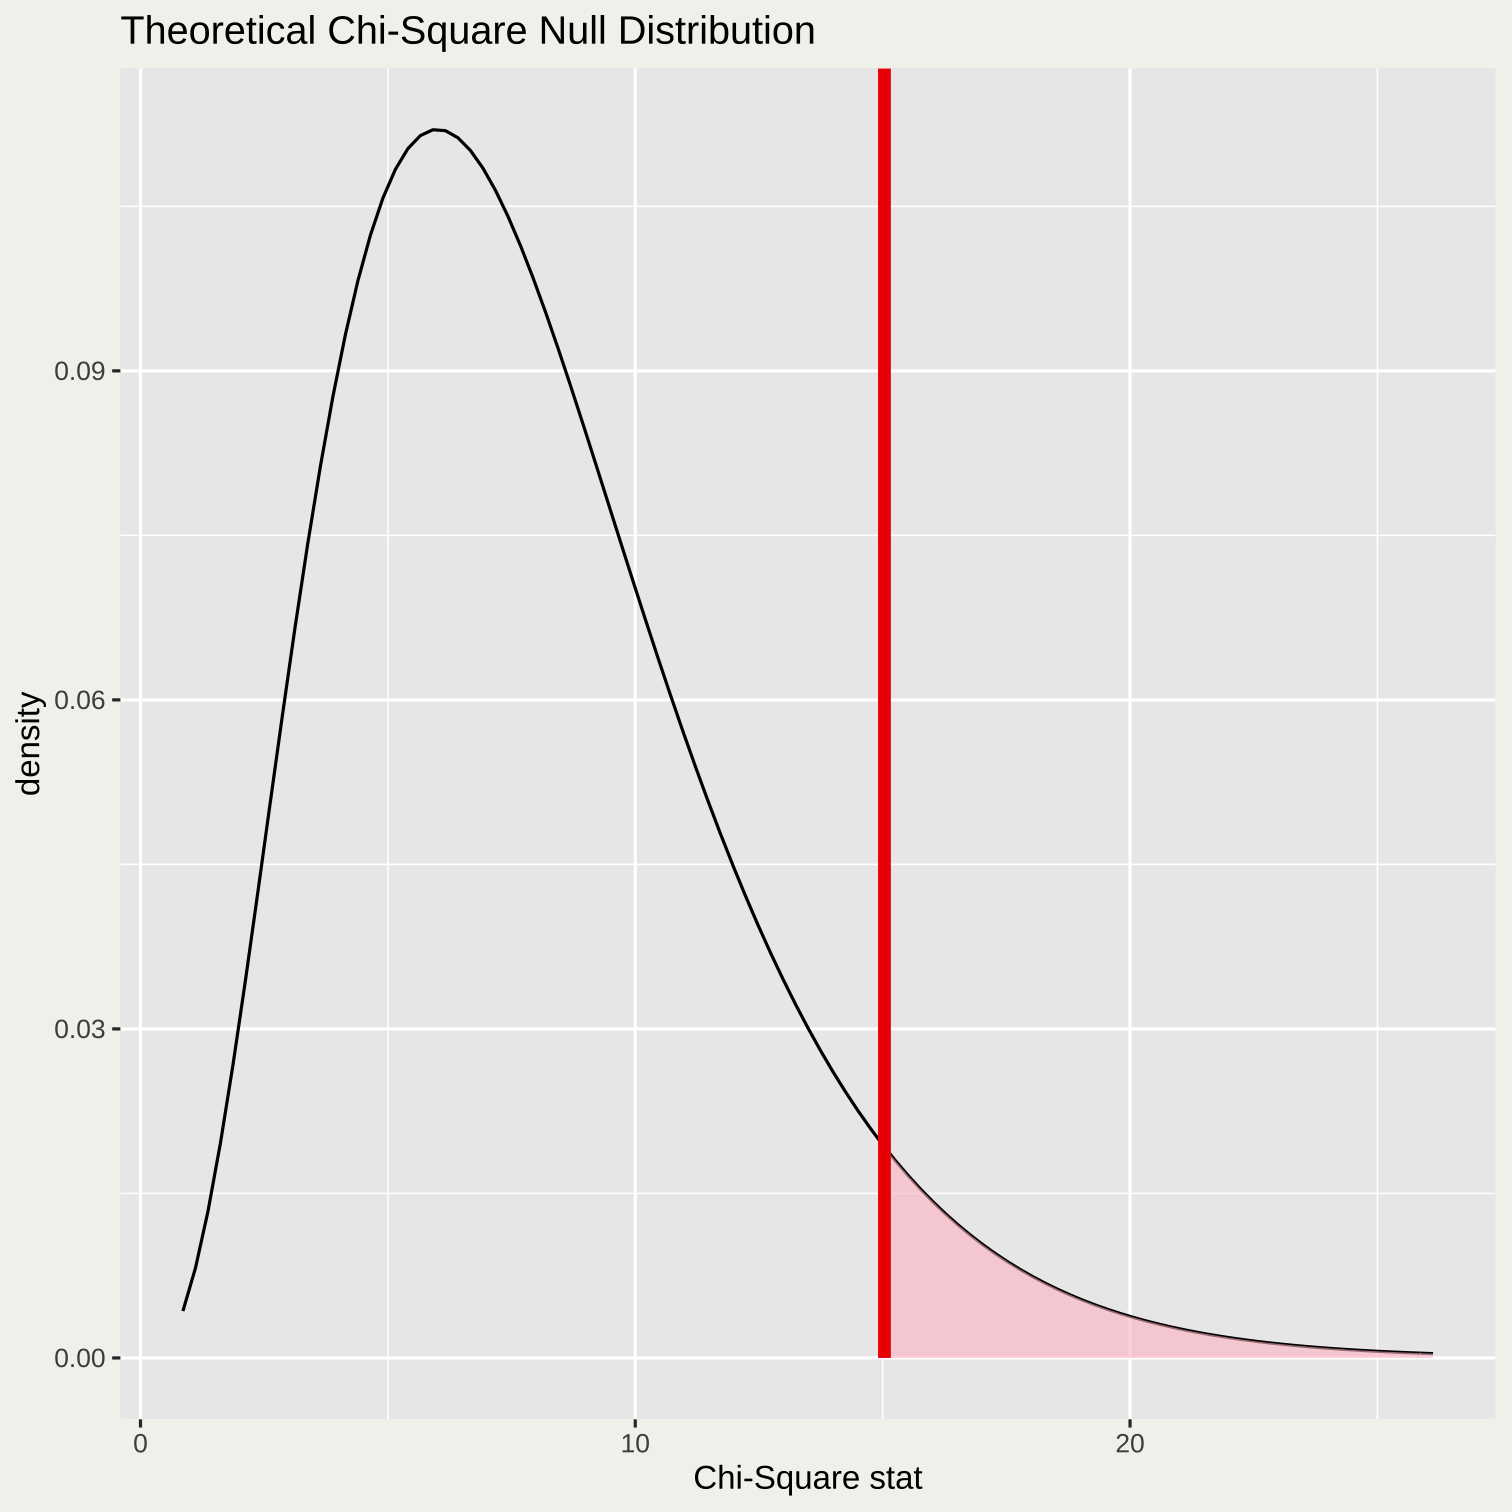 Theoretical Chi-Square Null Distribution
density
0.09
0.06
0.03
0.00
0 10 20
Chi-Square stat